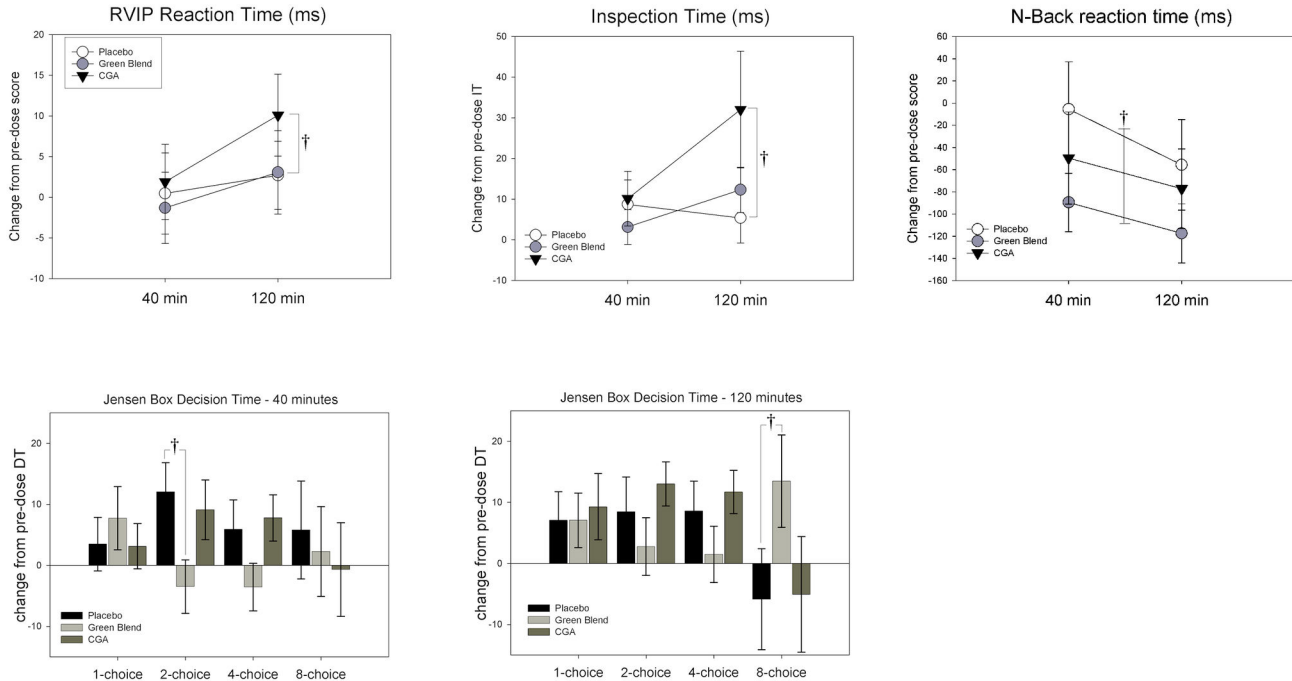 RVIP Reaction Time (ms)
Change from pre-dose score
20
15
10
5
0
-5
-10
Placebo
Green Blend
CGA
†
40 min
120 min
Inspection Time (ms)
Change from pre-dose IT
50
40
30
20
10
0
-10
†
Placebo
Green Blend
CGA
40 min
120 min
N-Back reaction time (ms)
Change from pre-dose score
60
40
20
0
-20
-40
-60
-80
-100
-120
-140
-160
†
Placebo
Green Blend
CGA
40 min
120 min
Jensen Box Decision Time - 40 minutes
change from pre-dose DT
20
10
0
-10
†
Placebo
Green Blend
CGA
1-choice
2-choice
4-choice
8-choice
Jensen Box Decision Time - 120 minutes
change from pre-dose DT
20
10
0
-10
†
Placebo
Green Blend
CGA
1-choice
2-choice
4-choice
8-choice